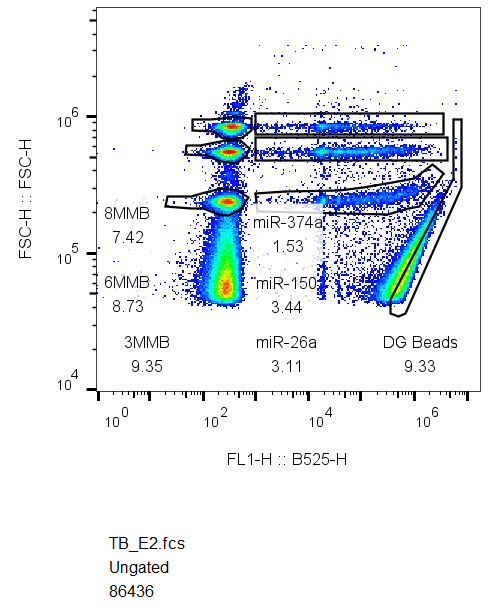 FSC-H :: FSC-H
10^6
10^5
10^4
8MMB
7.42
miR-374a
1.53
6MMB
8.73
miR-150
3.44
3MMB
9.35
miR-26a
3.11
DG Beads
9.33
10^0
10^2
10^4
10^6
FL1-H :: B525-H
TB_E2.fcs
Ungated
86436